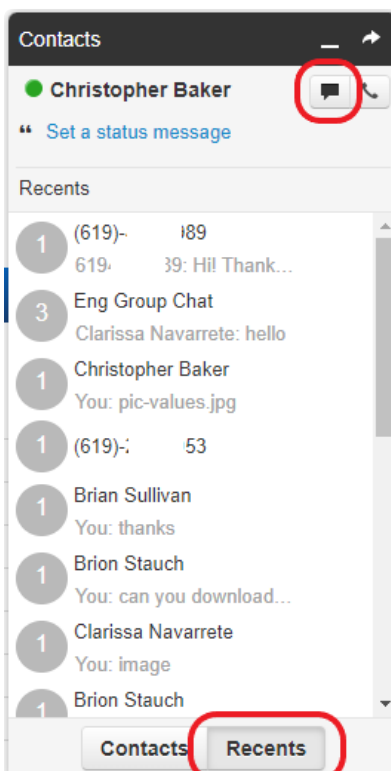 Contacts
Christopher Baker
“ Set a status message
Recents
1 (619)- 89
619 39: Hi! Thank...
3 Eng Group Chat
Clarissa Navarrete: hello
1 Christopher Baker
You: pic-values.jpg
1 (619)- 53
1 Brian Sullivan
You: thanks
1 Brion Stauch
You: can you download...
1 Clarissa Navarrete
You: image
1 Brion Stauch
Contacts Recents